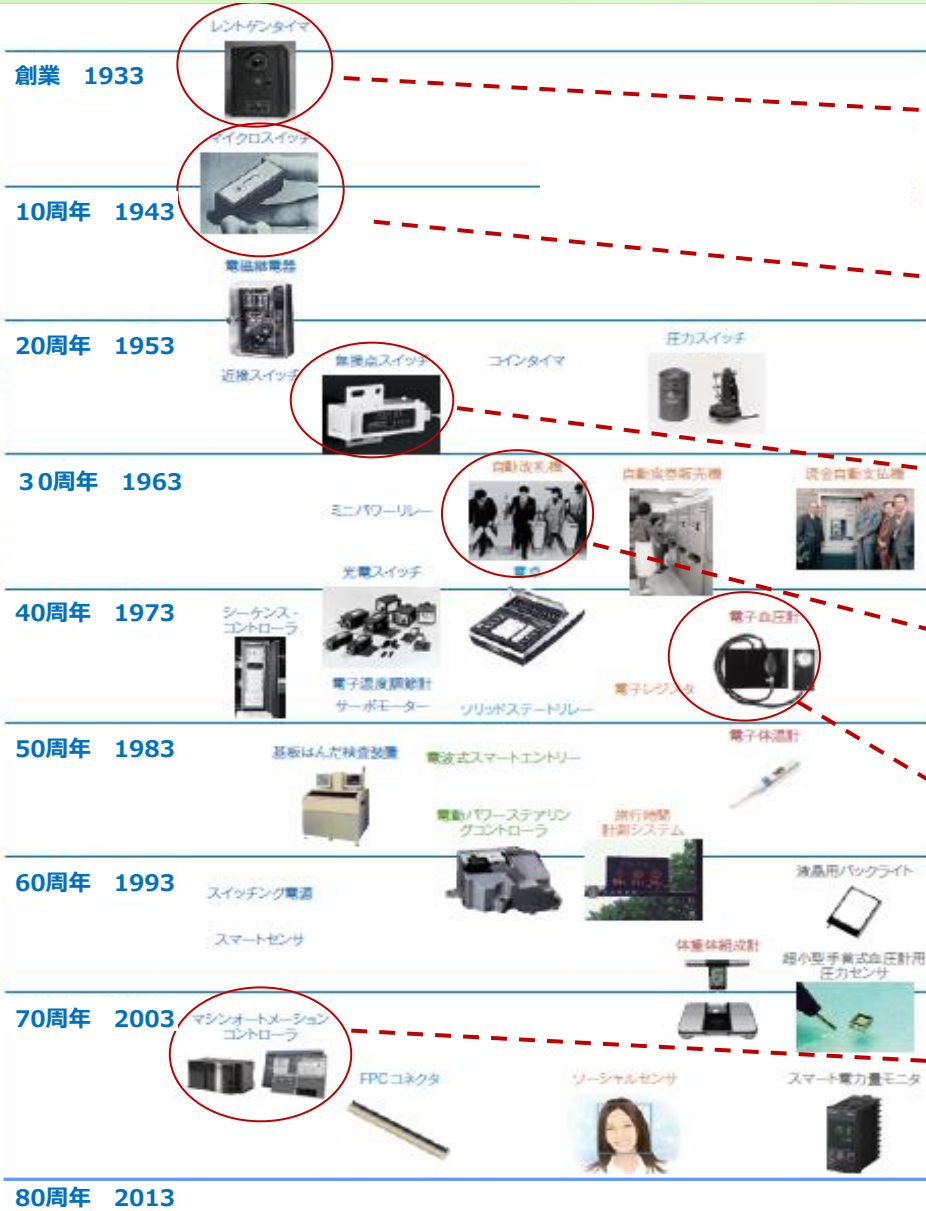 レントゲンタイマ
創業 1933
マイクロスイッチ
10周年 1943
電磁継電器
20周年 1953
圧力スイッチ
無接点スイッチ
コインタイマ
近接スイッチ
30周年 1963
自動改札機
自動食券販売機
現金自動支払機
ミニパワーリレー
光電スイッチ
電卓
40周年 1973
シーケンス・
コントローラ
電子血圧計
電子温度調節計
電子レジスタ
サーボモーター
ソリッドステートリレー
50周年 1983
基板はんだ検査装置
電波式スマートエントリー
電子体温計
電動パワーステアリン
グコントローラ
旅行時間
計測システム
60周年 1993
スイッチング電源
液晶用バックライト
スマートセンサ
体重体組成計
超小型手首式血圧計用
圧力センサ
70周年 2003
マシンオートメーション
コントローラ
FPCコネクタ
ソーシャルセンサ
スマート電力量モニタ
80周年 2013